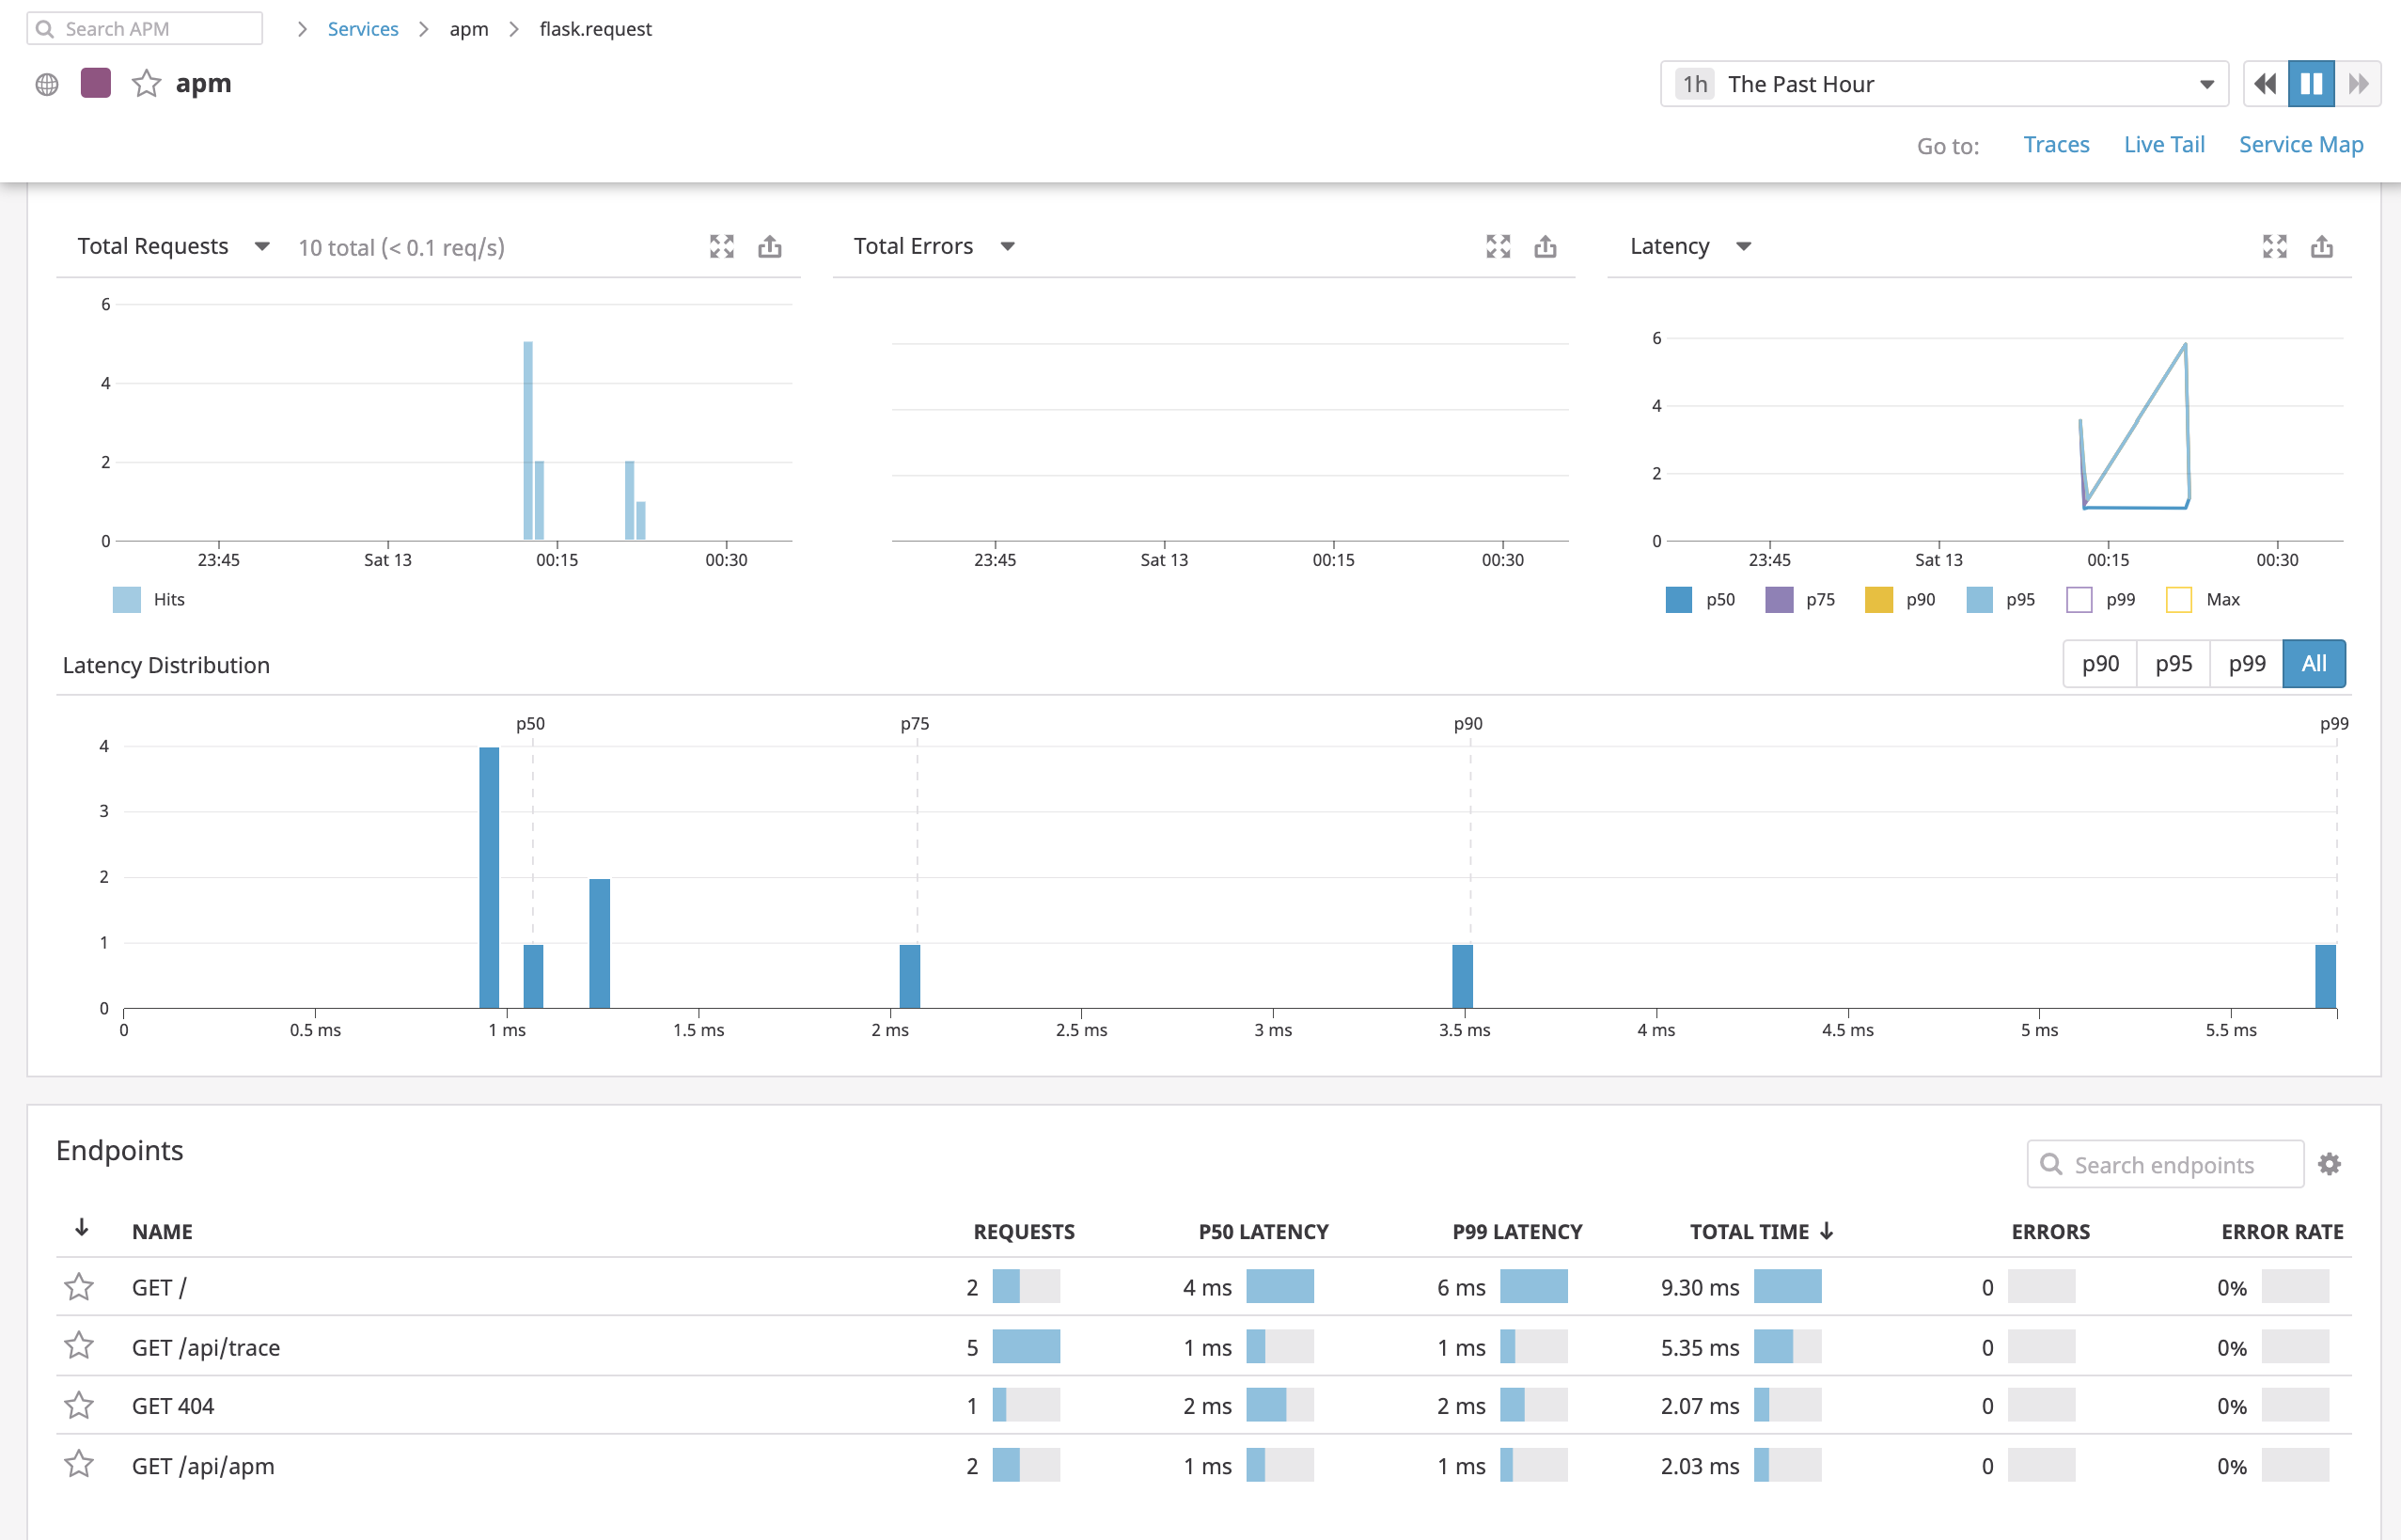 Search APM
Services
apm
flask.request
apm
1h The Past Hour
Go to: Traces Live Tail Service Map
Total Requests 10 total (< 0.1 req/s)
6
4
2
0
23:45 Sat 13 00:15 00:30
Hits
Total Errors
23:45 Sat 13 00:15 00:30
Latency
6
4
2
0
23:45 Sat 13 00:15 00:30
p50 p75 p90 p95 p99 Max
Latency Distribution
p90 p95 p99 All
p50 p75 p90 p99
4
3
2
1
0
0 0.5 ms 1 ms 1.5 ms 2 ms 2.5 ms 3 ms 3.5 ms 4 ms 4.5 ms 5 ms 5.5 ms
Endpoints
Search endpoints
NAME REQUESTS P50 LATENCY P99 LATENCY TOTAL TIME ERRORS ERROR RATE
GET / 2 4 ms 6 ms 9.30 ms 0 0%
GET /api/trace 5 1 ms 1 ms 5.35 ms 0 0%
GET 404 1 2 ms 2 ms 2.07 ms 0 0%
GET /api/apm 2 1 ms 1 ms 2.03 ms 0 0%